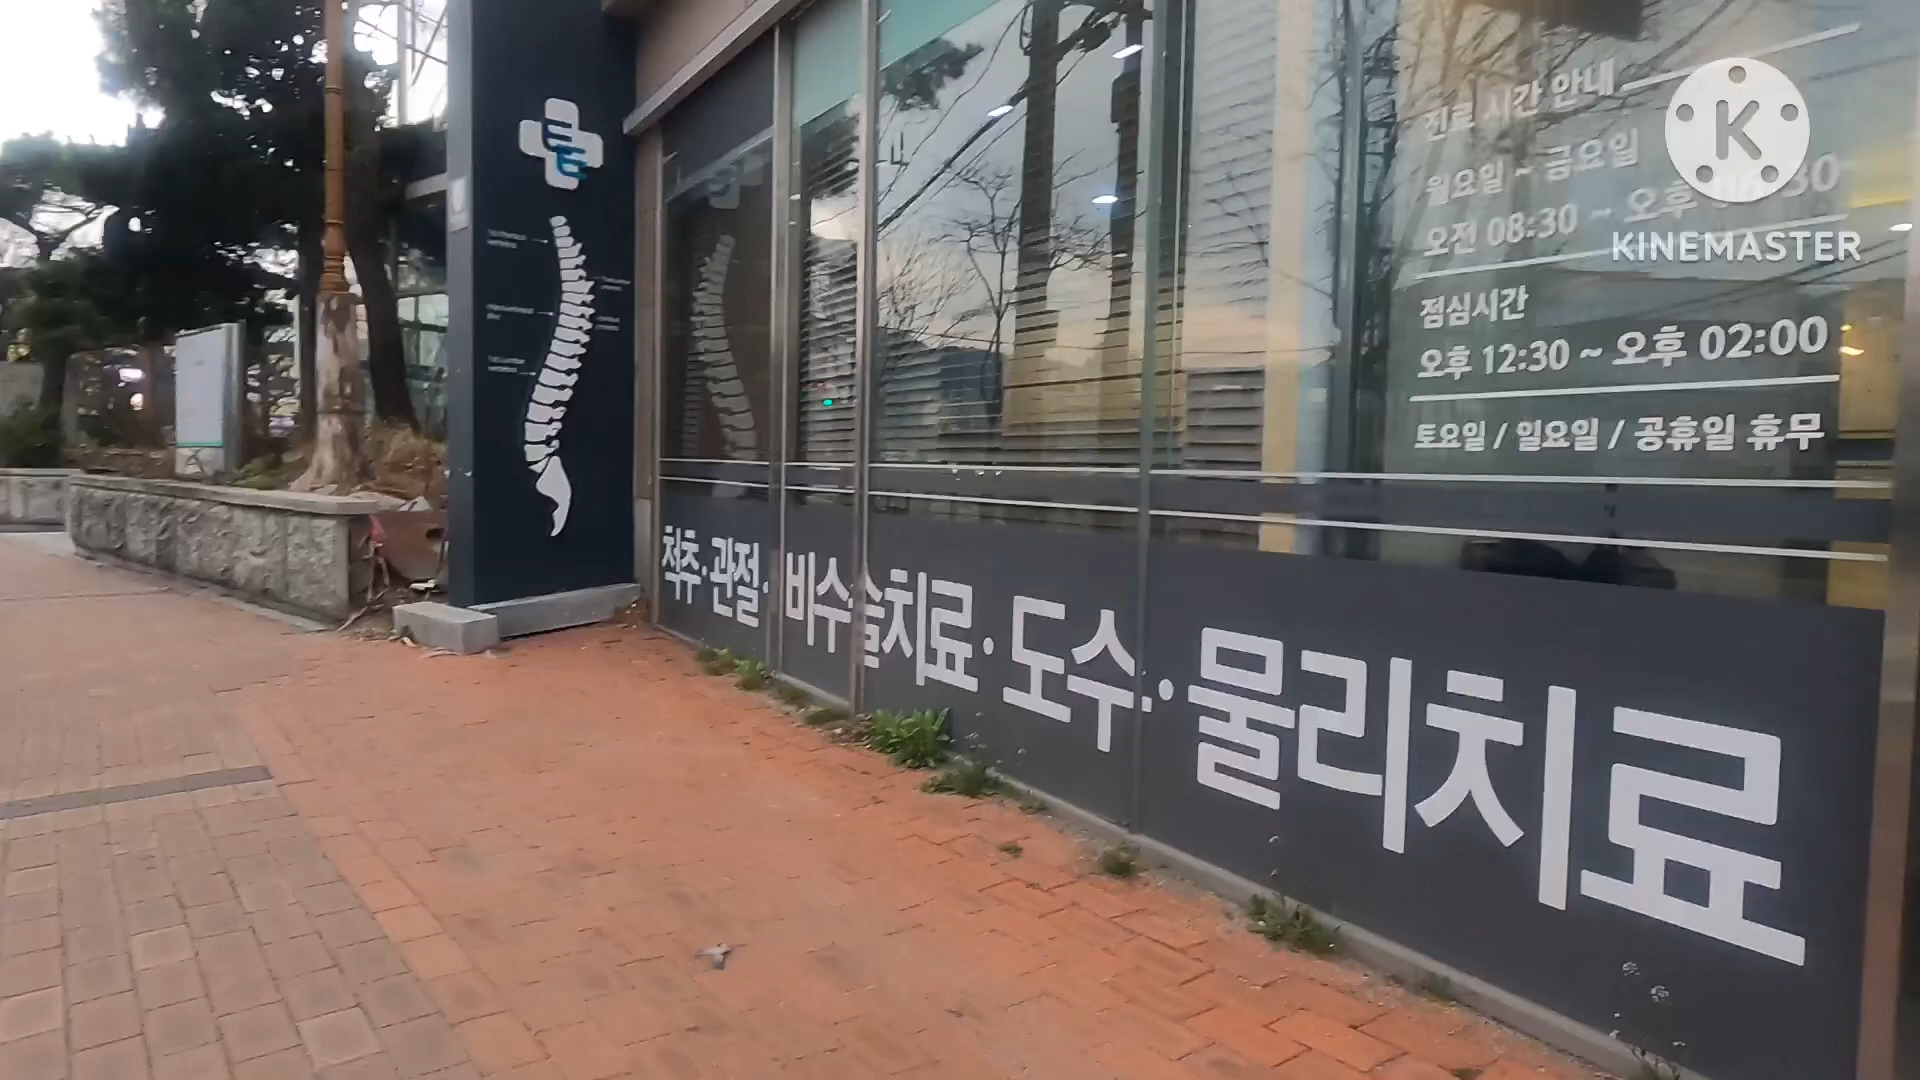 진료 시간 안내
월요일 ~ 금요일
오전 08:30 ~ 오후
점심시간
오후 12:30 ~ 오후 02:00
토요일 / 일요일 / 공휴일 휴무
척추·관절·비수술치료·도수·물리치료
K
KINEMASTER